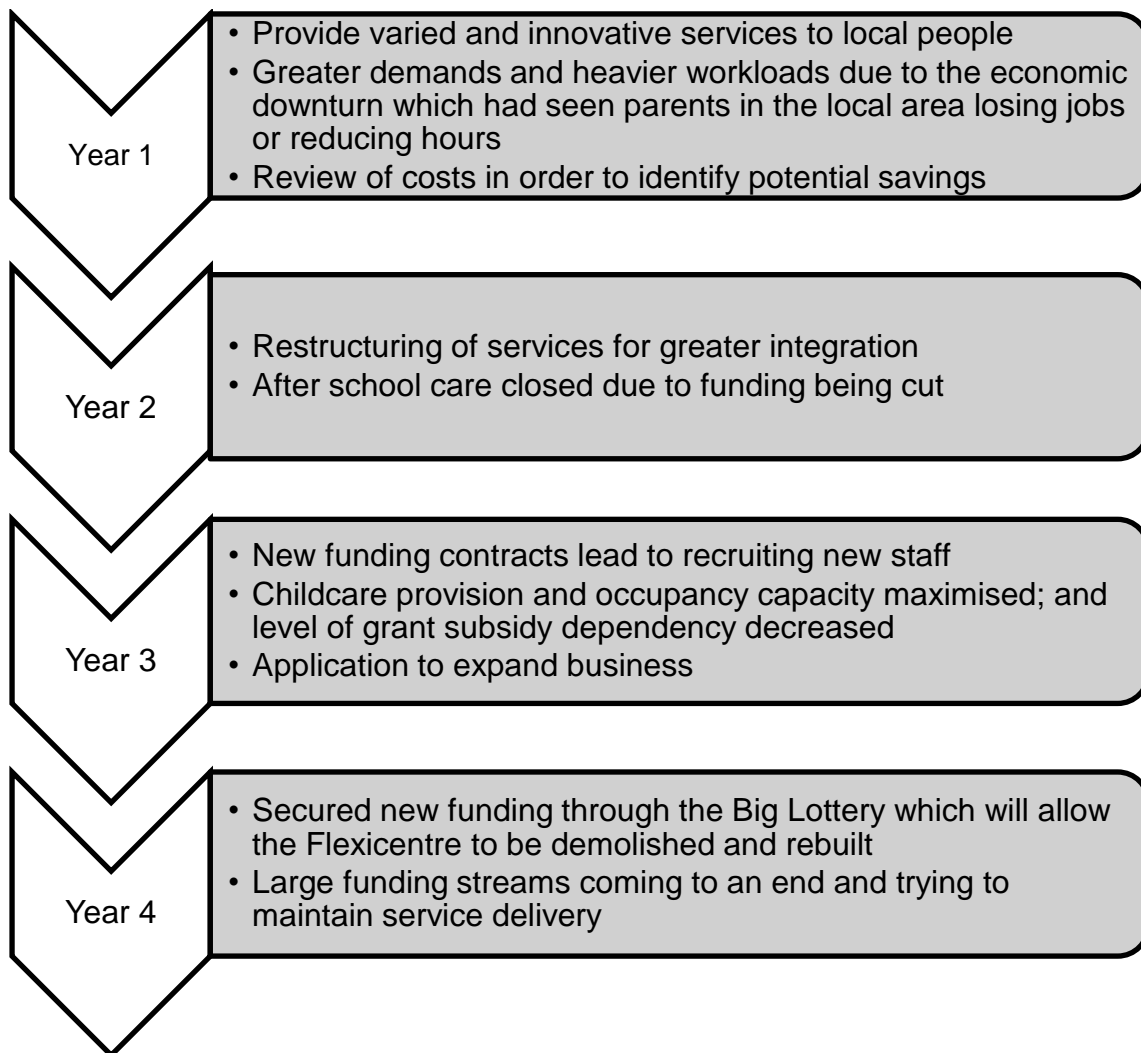 • Provide varied and innovative services to local people
• Greater demands and heavier workloads due to the economic
downturn which had seen parents in the local area losing jobs
or reducing hours
• Review of costs in order to identify potential savings
Year 1
• Restructuring of services for greater integration
• After school care closed due to funding being cut
Year 2
• New funding contracts lead to recruiting new staff
• Childcare provision and occupancy capacity maximised; and
level of grant subsidy dependency decreased
• Application to expand business
Year 3
• Secured new funding through the Big Lottery which will allow
the Flexicentre to be demolished and rebuilt
• Large funding streams coming to an end and trying to
maintain service delivery
Year 4